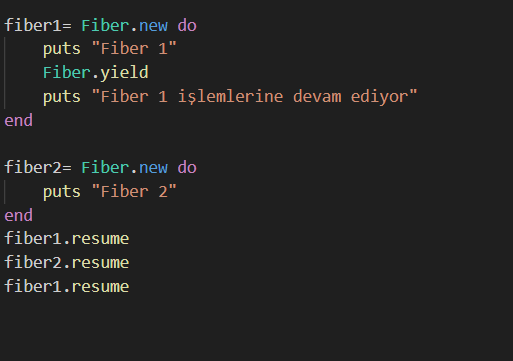 fiber1= Fiber.new do
    puts "Fiber 1"
    Fiber.yield
    puts "Fiber 1 işlemlerine devam ediyor"
end

fiber2= Fiber.new do
    puts "Fiber 2"
end
fiber1.resume
fiber2.resume
fiber1.resume